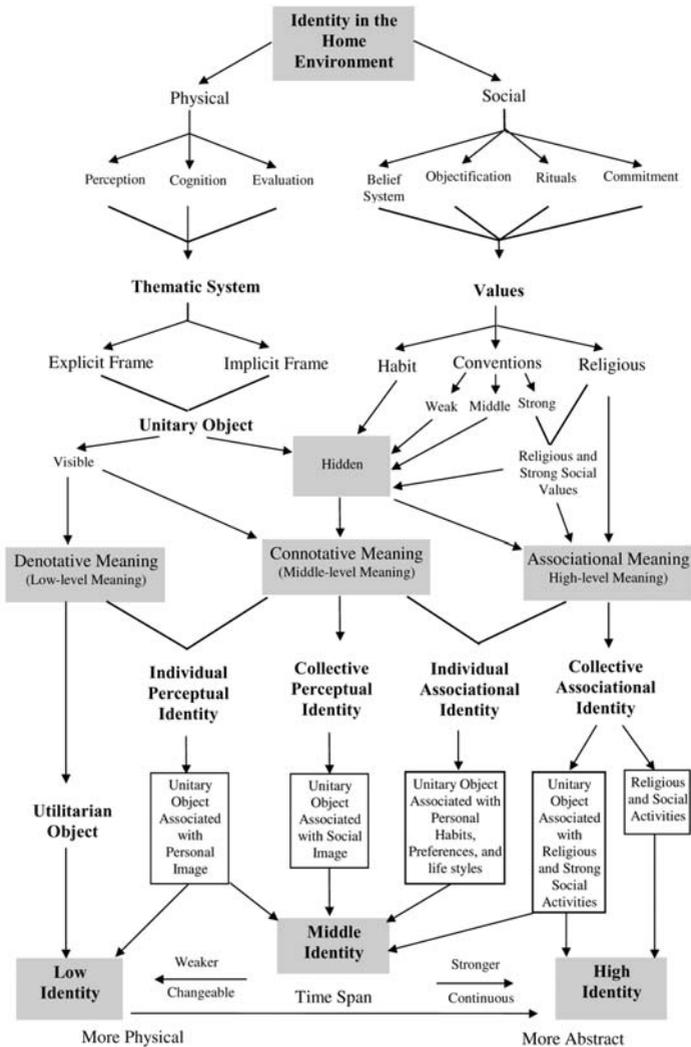 Identity in the
Home
Environment
Physical
Social
Perception
Cognition
Evaluation
Belief
System
Objectification
Rituals
Commitment
Thematic System
Values
Explicit Frame
Implicit Frame
Habit
Conventions
Religious
Weak
Middle
Strong
Unitary Object
Visible
Hidden
Religious and
Strong Social
Values
Denotative Meaning
(Low-level Meaning)
Connotative Meaning
(Middle-level Meaning)
Associational Meaning
High-level Meaning)
Individual
Perceptual
Identity
Collective
Perceptual
Identity
Individual
Associational
Identity
Collective
Associational
Identity
Utilitarian
Object
Unitary
Object
Associated
with
Personal
Image
Unitary
Object
Associated
with Social
Image
Unitary Object
Associated with
Personal
Habits,
Preferences, and
life styles
Unitary
Object
Associated
with
Religious
and Strong
Social
Activities
Religious
and Social
Activities
Low
Identity
Middle
Identity
High
Identity
Weaker
Changeable
Time Span
Stronger
Continuous
More Physical
More Abstract